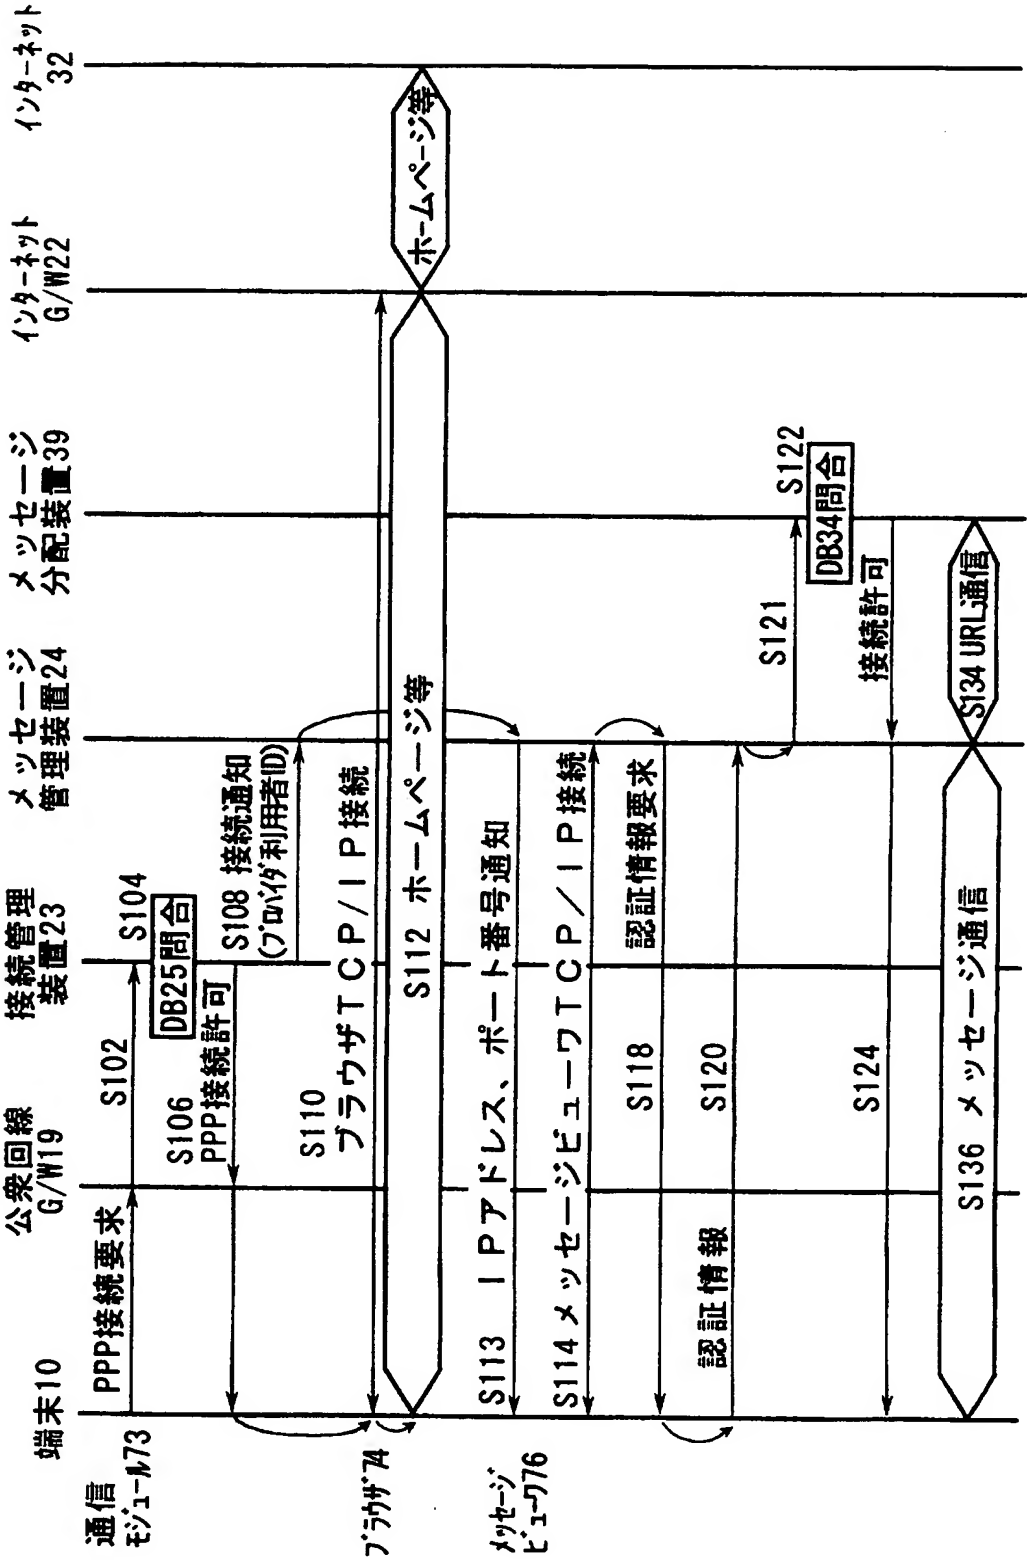 端末10
公衆回線
G/W19
接続管理
装置23
メッセージ
管理装置24
メッセージ
分配装置39
インターネット
G/W22
インターネット
32
通信
モジュール73
PPP接続要求
S102
S104
DB25問合
S106
PPP接続許可
S108 接続通知
(プロバイダ利用者ID)
ブラウザ74
S110
ブラウザTCP/IP接続
S112 ホームページ等
ホームページ等
メッセージ
ビューワ76
S113 IPアドレス、ポート番号通知
S114メッセージビューワTCP/IP接続
認証情報要求
S118
認証情報
S120
S121
S122
DB34問合
接続許可
S124
S134 URL通信
S136 メッセージ通信